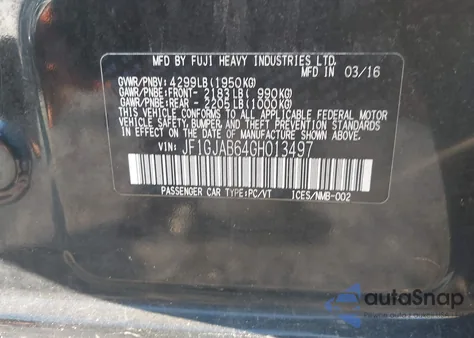 MFD BY FUJI HEAVY INDUSTRIES LTD.
MFD IN 03/16
GVWR/PNBV: 4299LB(1950KG)
GAWR/PNBE:FRONT- 2183LB( 990KG)
GAWR/PNBE:REAR - 2205LB(1000KG)
THIS VEHICLE CONFORMS TO ALL APPLICABLE FEDERAL MOTOR
VEHICLE SAFETY, BUMPER, AND THEFT PREVENTION STANDARDS
IN EFFECT ON THE DATE OF MANUFACTURE SHOWN ABOVE.
VIN: JF1GJAB64GH013497
PASSENGER CAR TYPE:PC/VT ICES/NMB-002
autoSnap